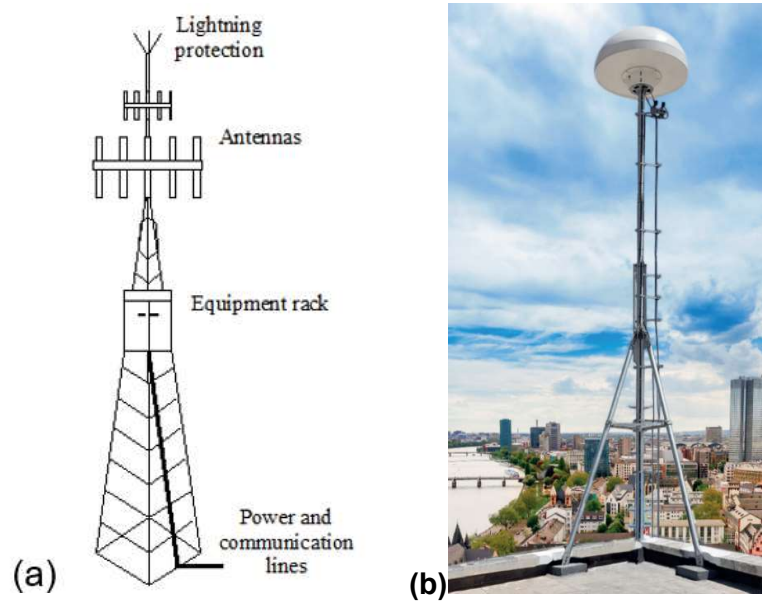 Lightning
protection
Antennas
Equipment rack
Power and
communication
lines
(a)
(b)